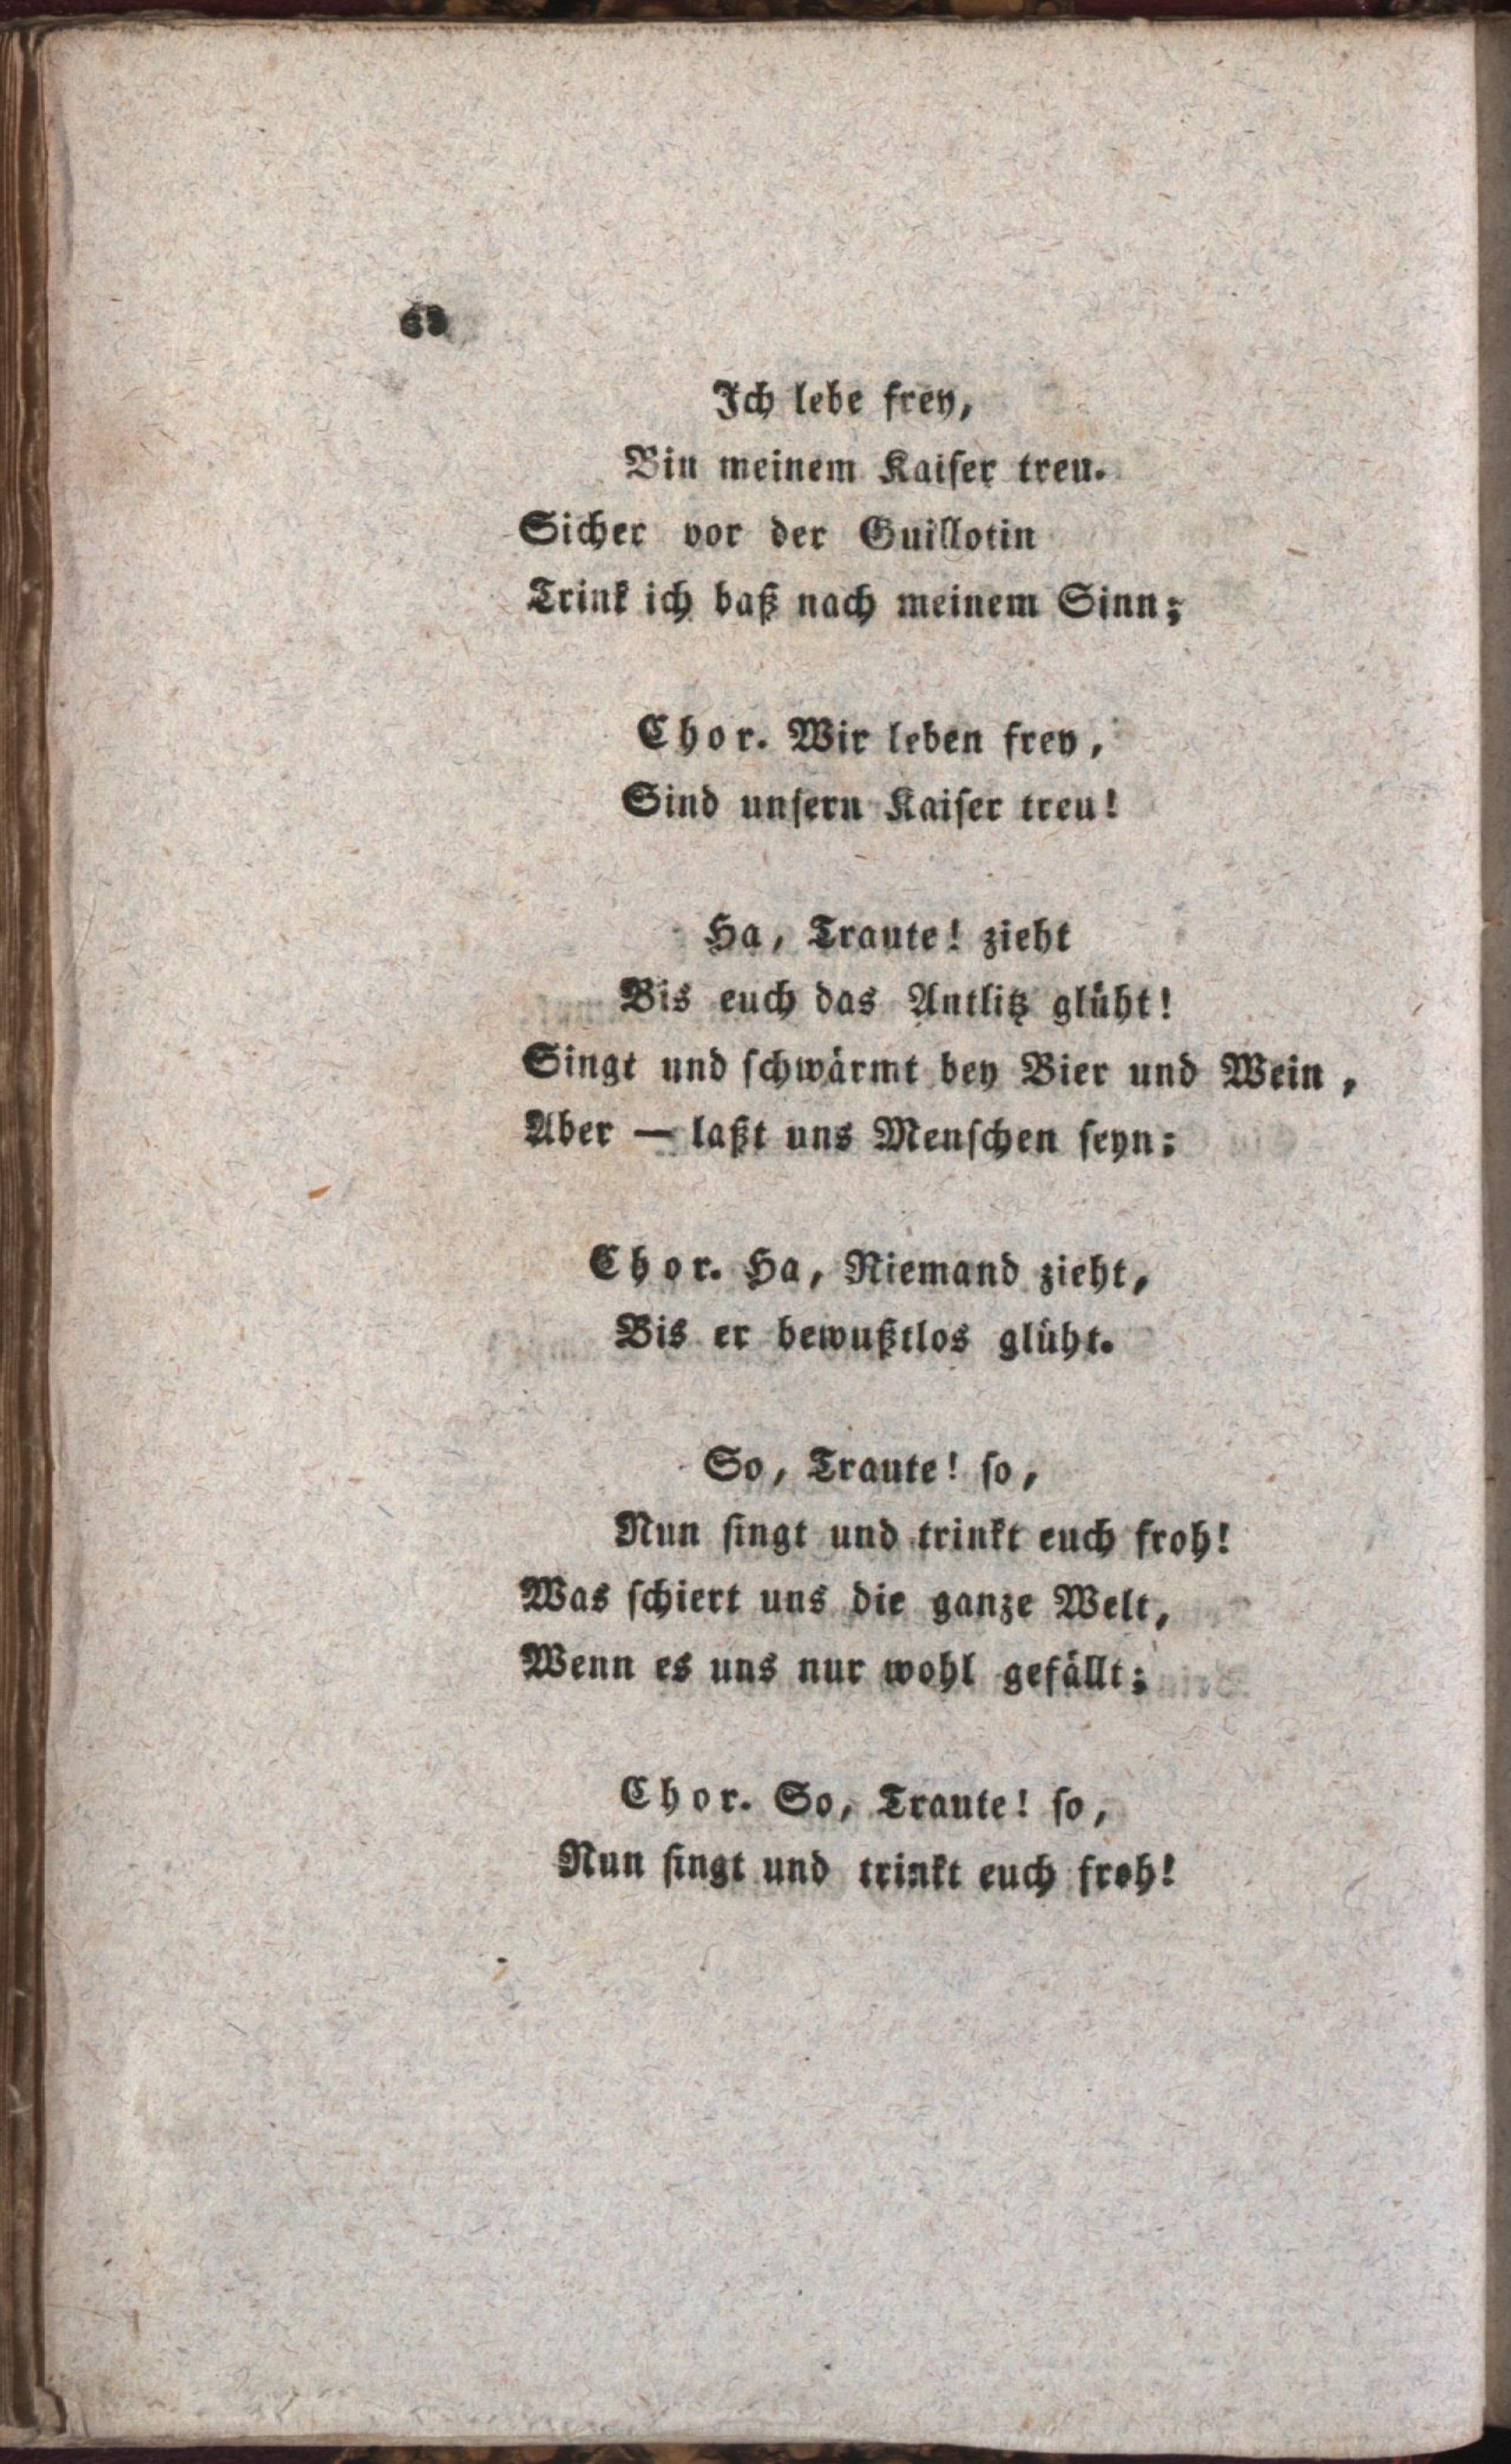 Ich lebe frey,
Bin meinem Kaiser treu.
Sicher vor der Guillotin
Trink ich baß nach meinem Sinn;
Chor. Wir leben frey,
Sind unsern Kaiser treu!
Ha, Traute! zieht
Bis euch das Antlitz glüht!
Singt und schwärmt bey Bier und Wein,
Aber — laßt uns Menschen seyn;
Chor. Ha, Niemand zieht,
Bis er bewußtlos glüht.
So, Traute! so,
Nun singt und trinkt euch froh!
Was schiert uns die ganze Welt,
Wenn es uns nur wohl gefällt;
Chor. So, Traute! so,
Nun singt und trinkt euch froh!